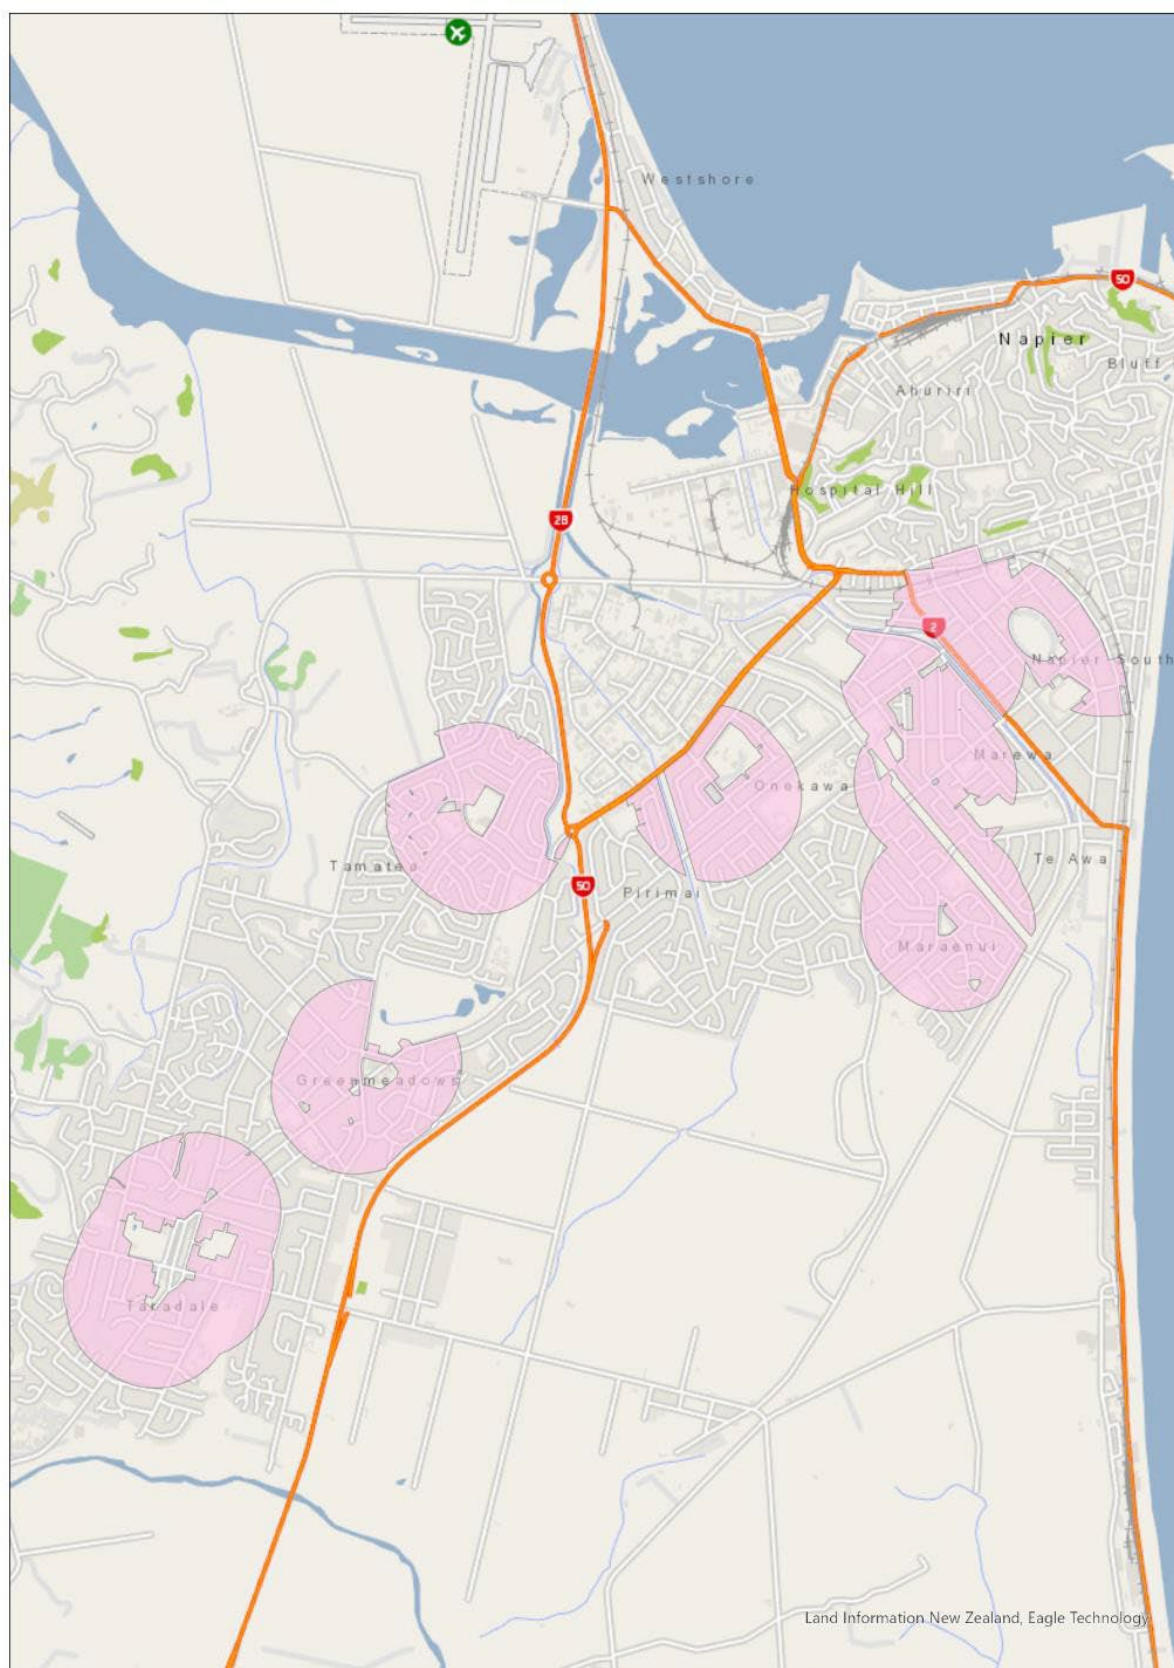 Westshore
50
Napier
Bluff
Ahuriri
Hospital Hill
2B
2
Napier South
Marewa
Onekawa
Te Awa
Tamatea
50
Pirimai
Maraenui
Greenmeadows
Taradale
Land Information New Zealand, Eagle Technology